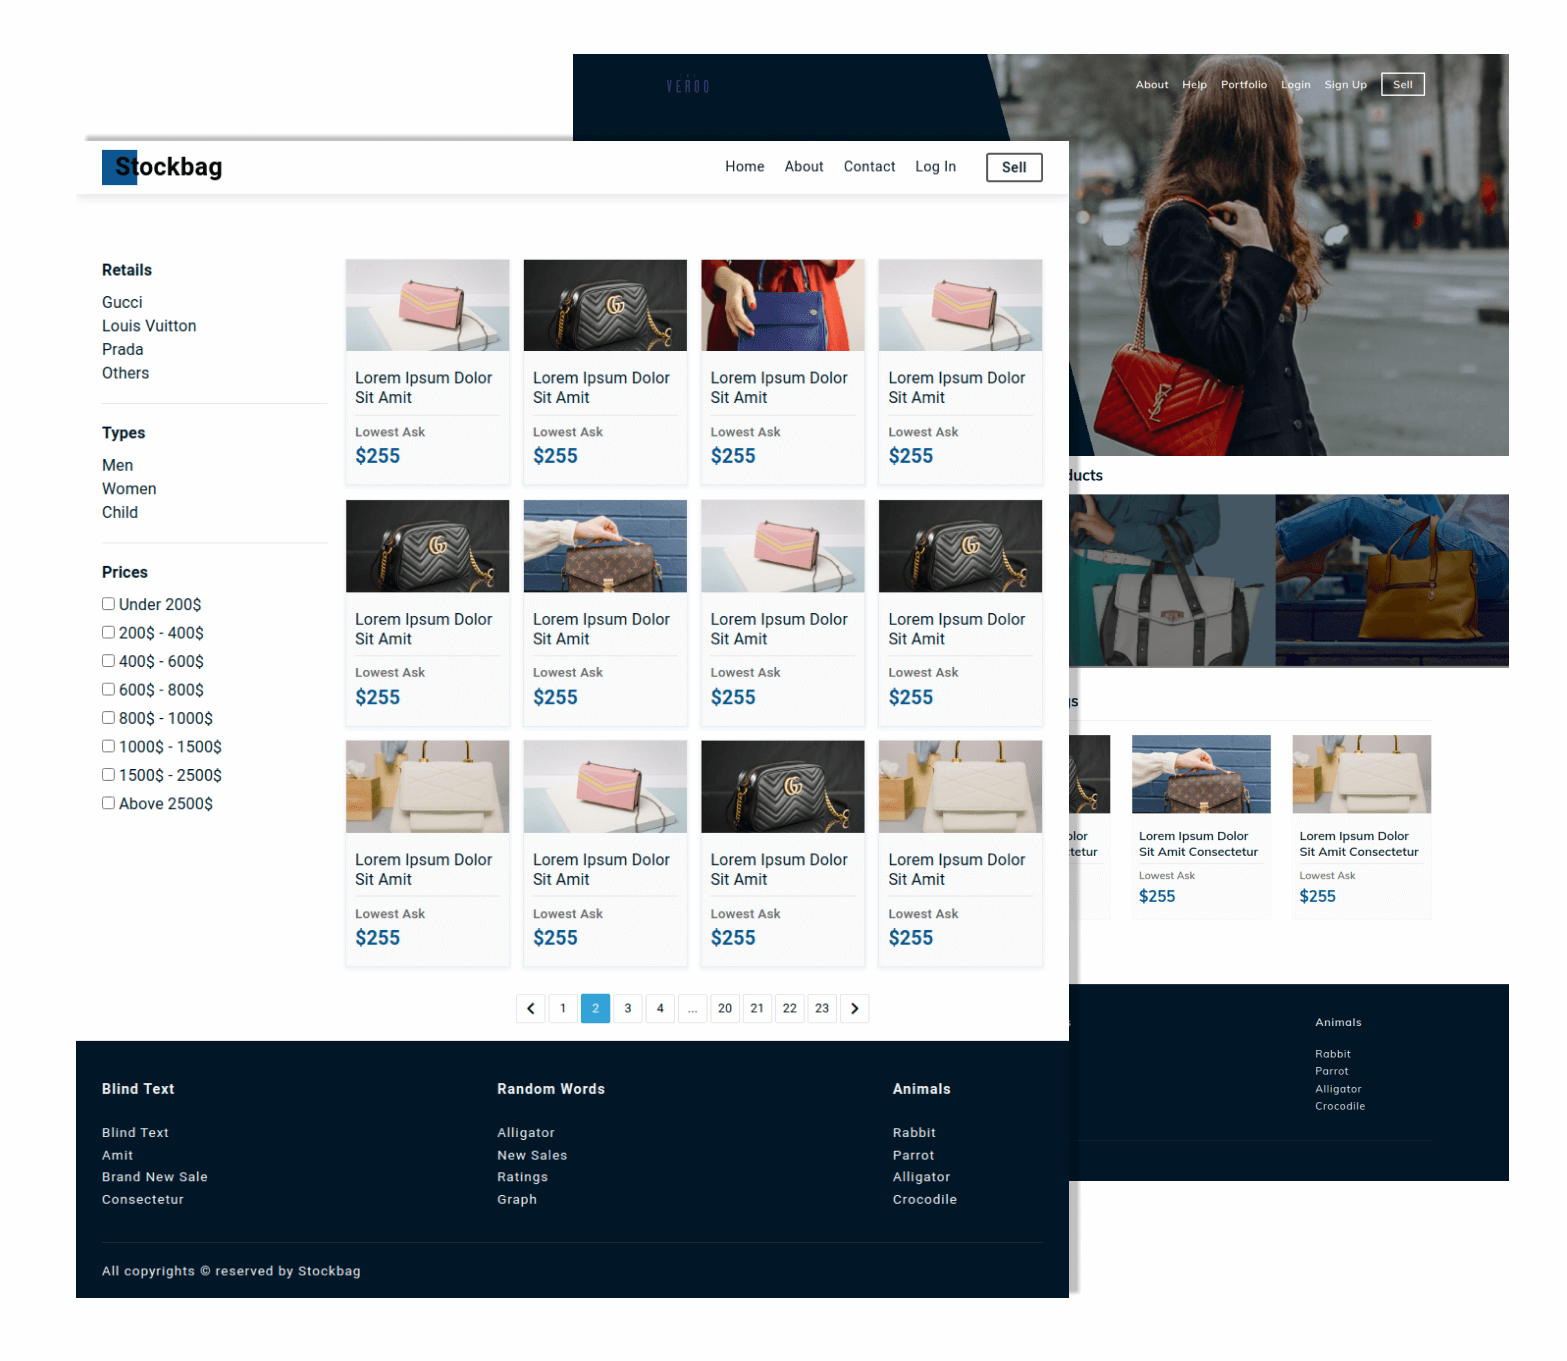 VEROO
About Help Portfolio Login Sign Up Sell
Stockbag
Home About Contact Log In Sell
Retails
Gucci
Louis Vuitton
Prada
Others
Types
Men
Women
Child
Prices
Under 200$
200$ - 400$
400$ - 600$
600$ - 800$
800$ - 1000$
1000$ - 1500$
1500$ - 2500$
Above 2500$
Lorem Ipsum Dolor
Sit Amit
Lowest Ask
$255
Lorem Ipsum Dolor
Sit Amit
Lowest Ask
$255
Lorem Ipsum Dolor
Sit Amit
Lowest Ask
$255
Lorem Ipsum Dolor
Sit Amit
Lowest Ask
$255
Lorem Ipsum Dolor
Sit Amit
Lowest Ask
$255
Lorem Ipsum Dolor
Sit Amit
Lowest Ask
$255
Lorem Ipsum Dolor
Sit Amit
Lowest Ask
$255
Lorem Ipsum Dolor
Sit Amit
Lowest Ask
$255
Lorem Ipsum Dolor
Sit Amit
Lowest Ask
$255
Lorem Ipsum Dolor
Sit Amit
Lowest Ask
$255
Lorem Ipsum Dolor
Sit Amit
Lowest Ask
$255
Lorem Ipsum Dolor
Sit Amit
Lowest Ask
$255
1 2 3 4 ... 20 21 22 23
Blind Text
Blind Text
Amit
Brand New Sale
Consectetur
Random Words
Alligator
New Sales
Ratings
Graph
Animals
Rabbit
Parrot
Alligator
Crocodile
All copyrights © reserved by Stockbag
ducts
gs
olor
tetur
Lorem Ipsum Dolor
Sit Amit Consectetur
Lowest Ask
$255
Lorem Ipsum Dolor
Sit Amit Consectetur
Lowest Ask
$255
s
Animals
Rabbit
Parrot
Alligator
Crocodile